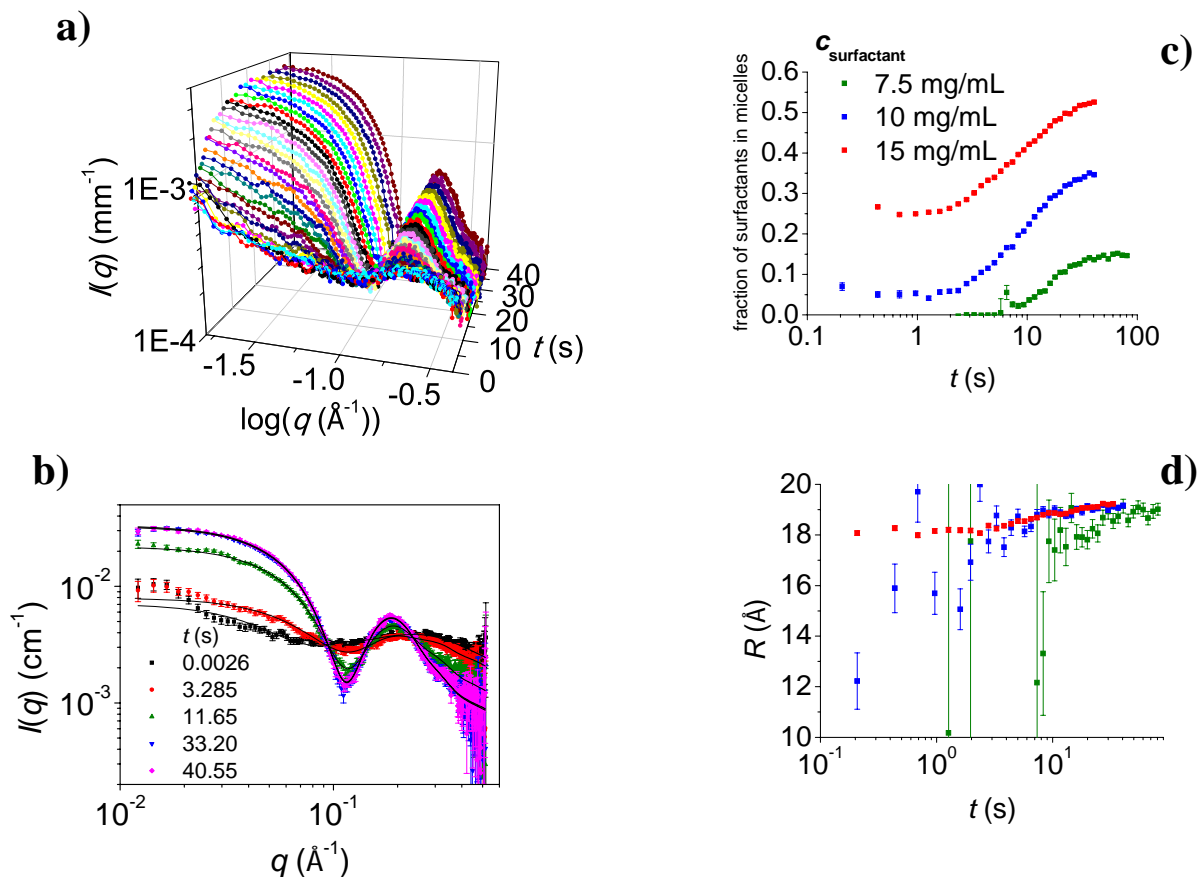 a)
1E-3
1E-4
I(q) (mm⁻¹)
-1.5
-1.0
-0.5
log(q (Å⁻¹))
0
10
20
30
40
t (s)
b)
10⁻²
10⁻³
I(q) (cm⁻¹)
t (s)
0.0026
3.285
11.65
33.20
40.55
10⁻²
10⁻¹
q (Å⁻¹)
c)
c surfactant
7.5 mg/mL
10 mg/mL
15 mg/mL
fraction of surfactants in micelles
0.6
0.5
0.4
0.3
0.2
0.1
0.0
0.1
1
10
100
t (s)
d)
R (Å)
20
18
16
14
12
10
10⁻¹
10⁰
10¹
t (s)